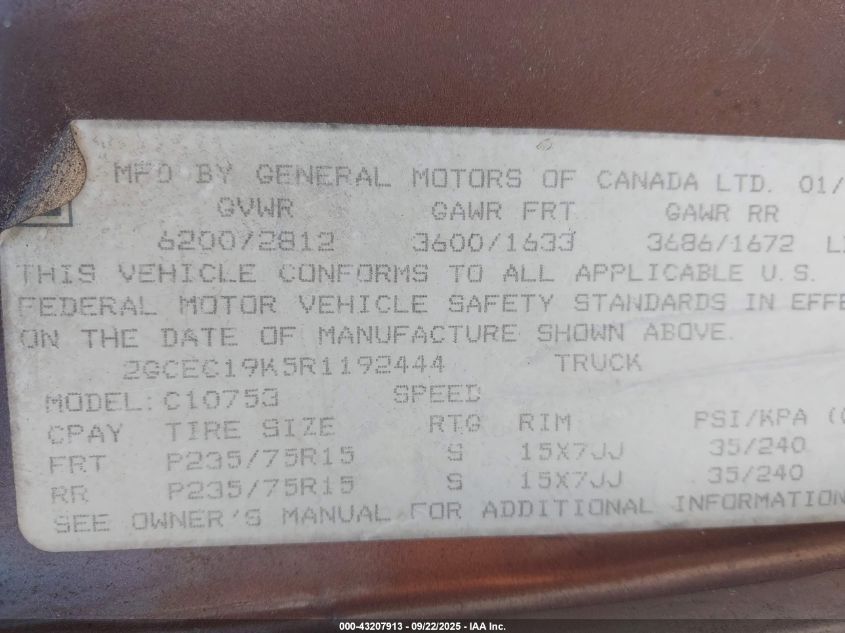 MFD BY GENERAL MOTORS OF CANADA LTD. 01/
GVWR GAWR FRT GAWR RR
6200/2812 3600/1633 3686/1672
THIS VEHICLE CONFORMS TO ALL APPLICABLE U.S.
FEDERAL MOTOR VEHICLE SAFETY STANDARDS IN EFFE
ON THE DATE OF MANUFACTURE SHOWN ABOVE.
2GCEC19K5R1192444 TRUCK
MODEL: C10753 SPEED
CPAY TIRE SIZE RTG RIM PSI/KPA (
FRT P235/75R15 S 15X7JJ 35/240
RR P235/75R15 S 15X7JJ 35/240
SEE OWNER'S MANUAL FOR ADDITIONAL INFORMATION
000-43207913 - 09/22/2025 - IAA Inc.